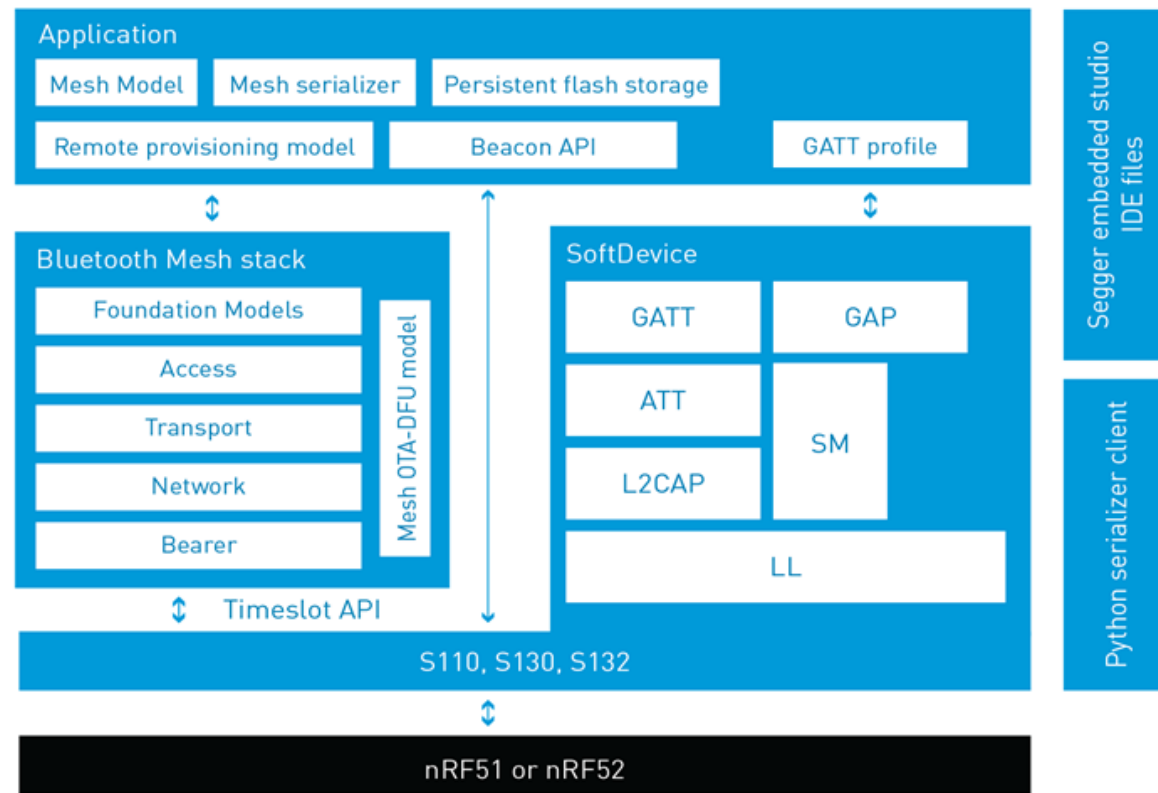 Application
Mesh Model
Mesh serializer
Persistent flash storage
Remote provisioning model
Beacon API
GATT profile
Bluetooth Mesh stack
Foundation Models
Access
Transport
Network
Bearer
Mesh OTA-DFU model
Timeslot API
SoftDevice
GATT
GAP
ATT
SM
L2CAP
LL
S110, S130, S132
nRF51 or nRF52
Segger embedded studio
IDE files
Python serializer client